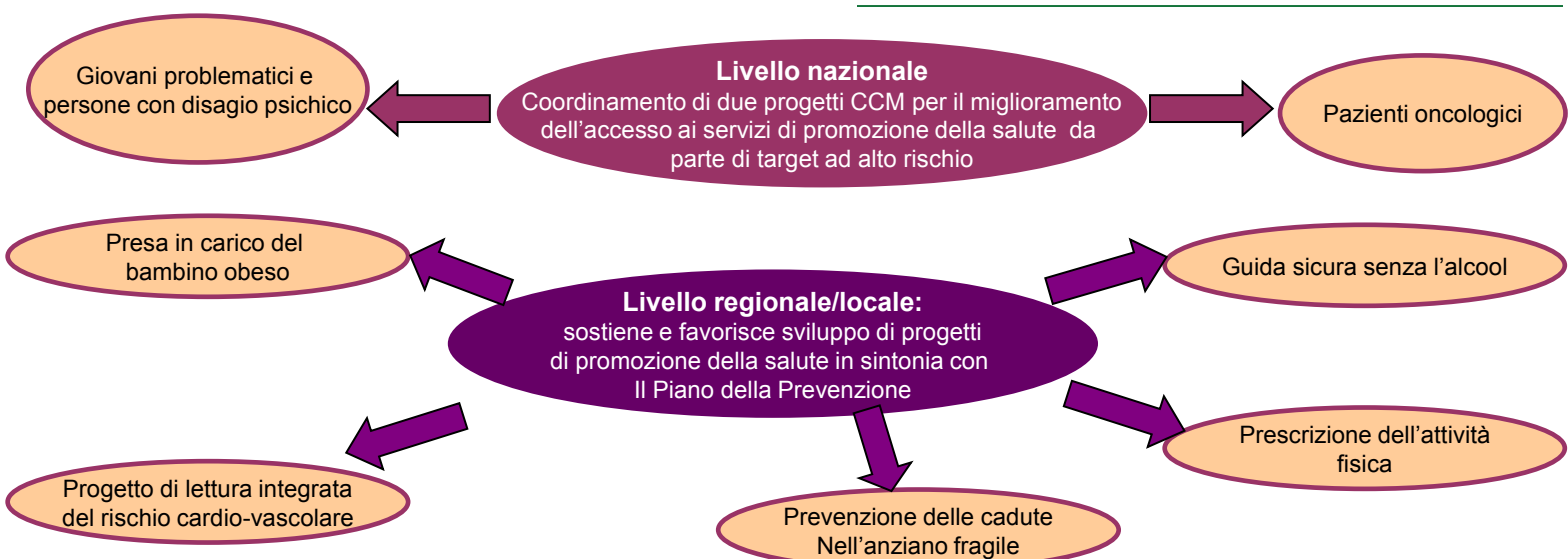 Giovani problematici e
persone con disagio psichico
Livello nazionale
Coordinamento di due progetti CCM per il miglioramento
dell'accesso ai servizi di promozione della salute da
parte di target ad alto rischio
Pazienti oncologici
Presa in carico del
bambino obeso
Guida sicura senza l'alcool
Livello regionale/locale:
sostiene e favorisce sviluppo di progetti
di promozione della salute in sintonia con
Il Piano della Prevenzione
Prescrizione dell'attività
fisica
Progetto di lettura integrata
del rischio cardio-vascolare
Prevenzione delle cadute
Nell'anziano fragile